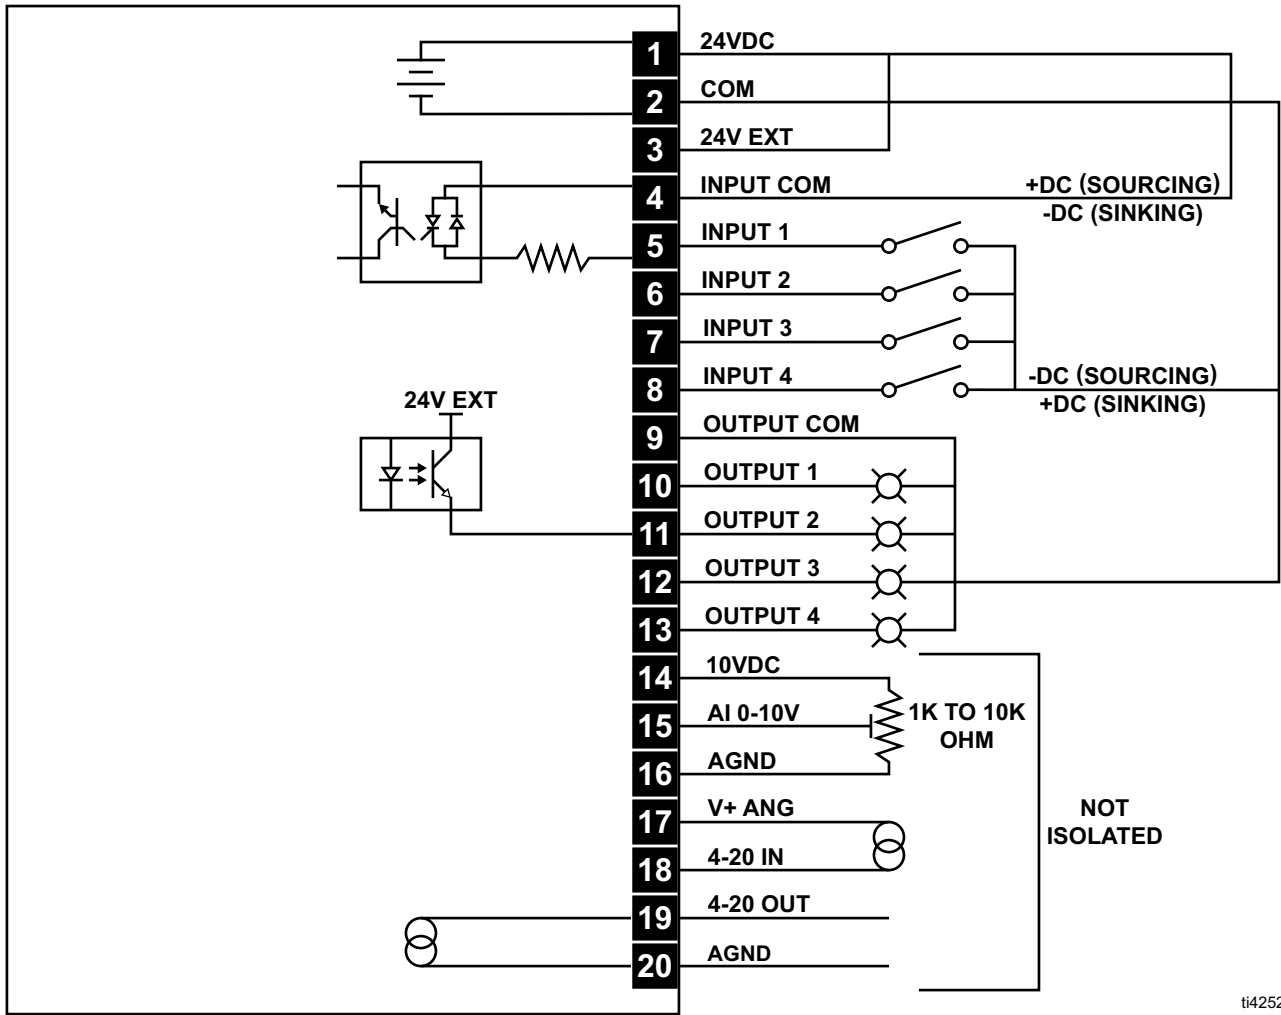 1 24VDC
2 COM
3 24V EXT
4 INPUT COM +DC (SOURCING)
-DC (SINKING)
5 INPUT 1
6 INPUT 2
7 INPUT 3
8 INPUT 4 -DC (SOURCING)
+DC (SINKING)
24V EXT
9 OUTPUT COM
10 OUTPUT 1
11 OUTPUT 2
12 OUTPUT 3
13 OUTPUT 4
14 10VDC
15 AI 0-10V 1K TO 10K
OHM
16 AGND
17 V+ ANG NOT
ISOLATED
18 4-20 IN
19 4-20 OUT
20 AGND
ti4252